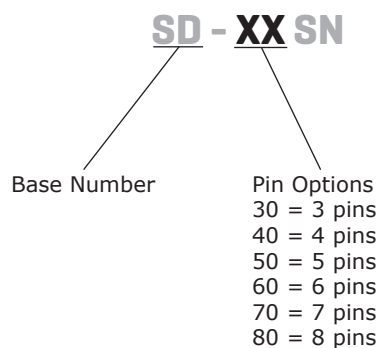 SD - XX SN
Base Number
Pin Options
30 = 3 pins
40 = 4 pins
50 = 5 pins
60 = 6 pins
70 = 7 pins
80 = 8 pins